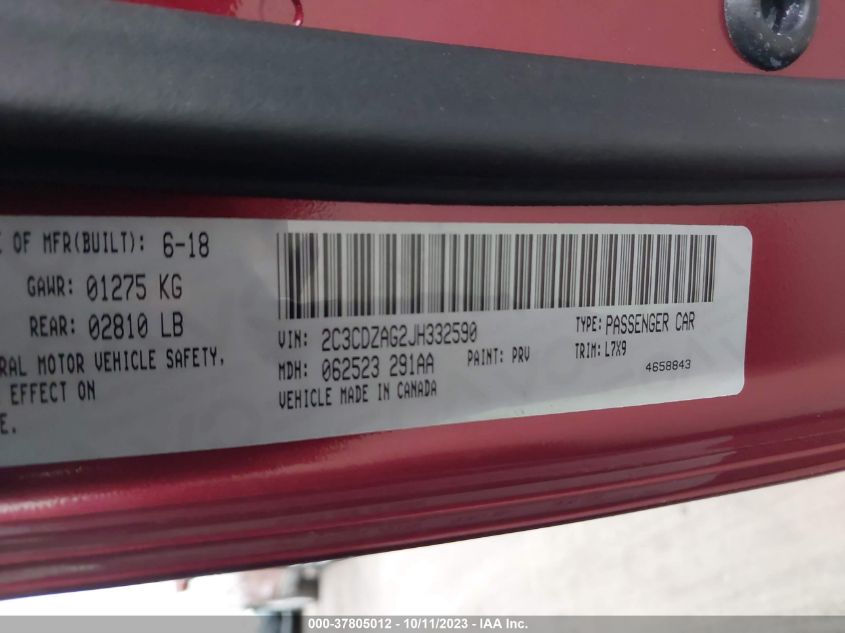 E OF MFR(BUILT): 6-18
GAWR: 01275 KG
REAR: 02810 LB
RAL MOTOR VEHICLE SAFETY,
EFFECT ON
E.
VIN: 2C3CDZAG2JH332590
TYPE: PASSENGER CAR
MDH: 062523 291AA
PAINT: PRV
TRIM: L7X9
VEHICLE MADE IN CANADA
4658843
000-37805012 - 10/11/2023 - IAA Inc.